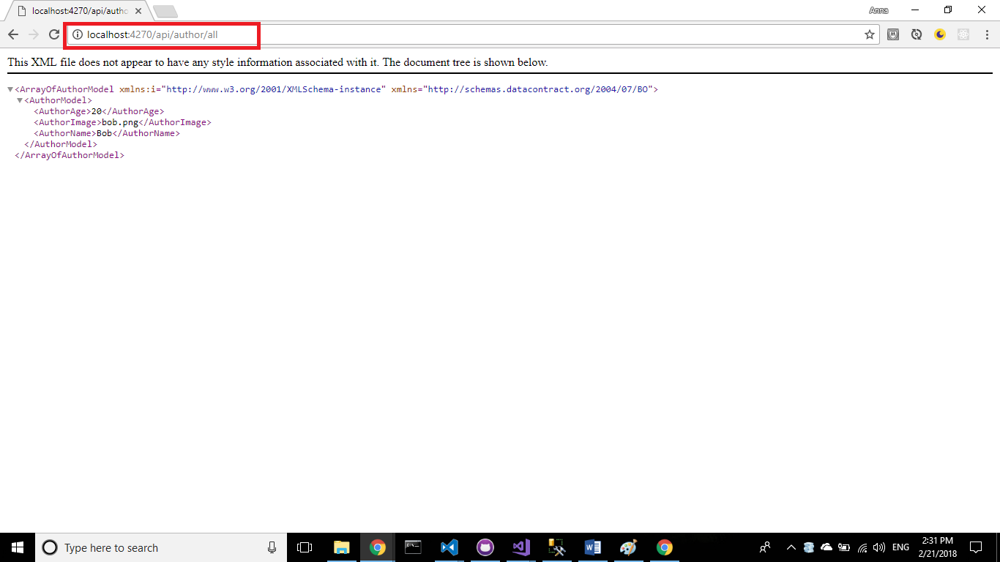 localhost:4270/api/autho
Anna
localhost:4270/api/author/all
This XML file does not appear to have any style information associated with it. The document tree is shown below.
<ArrayOfAuthorModel xmlns:i="http://www.w3.org/2001/XMLSchema-instance" xmlns="http://schemas.datacontract.org/2004/07/BO">
<AuthorModel>
<AuthorAge>20</AuthorAge>
<AuthorImage>bob.png</AuthorImage>
<AuthorName>Bob</AuthorName>
</AuthorModel>
</ArrayOfAuthorModel>
Type here to search
ENG
2:31 PM
2/21/2018